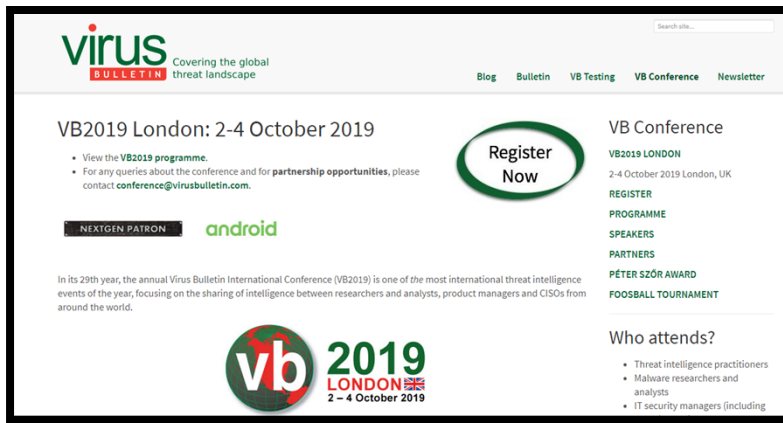 Search site...
virus
BULLETIN
Covering the global
threat landscape
Blog Bulletin VB Testing VB Conference Newsletter
VB2019 London: 2-4 October 2019
View the VB2019 programme.
For any queries about the conference and for partnership opportunities, please
contact conference@virusbulletin.com.
Register
Now
NEXTGEN PATRON
android
In its 29th year, the annual Virus Bulletin International Conference (VB2019) is one of the most international threat intelligence
events of the year, focusing on the sharing of intelligence between researchers and analysts, product managers and CISOs from
around the world.
vb
2019
LONDON
2 – 4 October 2019
VB Conference
VB2019 LONDON
2-4 October 2019 London, UK
REGISTER
PROGRAMME
SPEAKERS
PARTNERS
PÉTER SZŐR AWARD
FOOSBALL TOURNAMENT
Who attends?
Threat intelligence practitioners
Malware researchers and
analysts
IT security managers (including